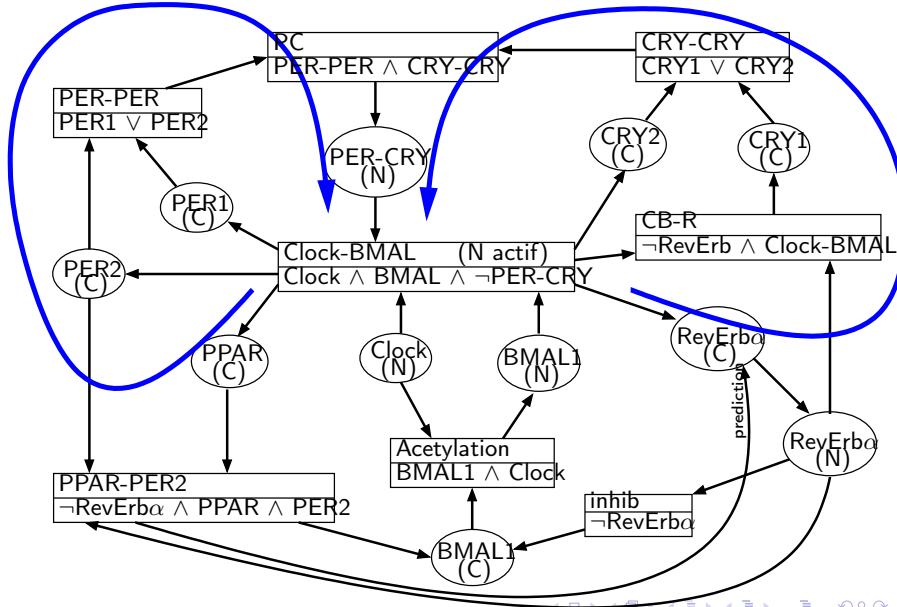 PC
PER-PER ∧ CRY-CRY
CRY-CRY
CRY1 ∨ CRY2
PER-PER
PER1 ∨ PER2
PER-CRY
(N)
CRY2
(C)
CRY1
(C)
PER1
(C)
CB-R
¬RevErb ∧ Clock-BMAL
Clock-BMAL (N actif)
Clock ∧ BMAL ∧ ¬PER-CRY
PER2
(C)
PPAR
(C)
Clock
(N)
BMAL1
(N)
RevErbα
(C)
prediction
RevErbα
(N)
Acetylation
BMAL1 ∧ Clock
PPAR-PER2
¬RevErbα ∧ PPAR ∧ PER2
inhib
¬RevErbα
BMAL1
(C)